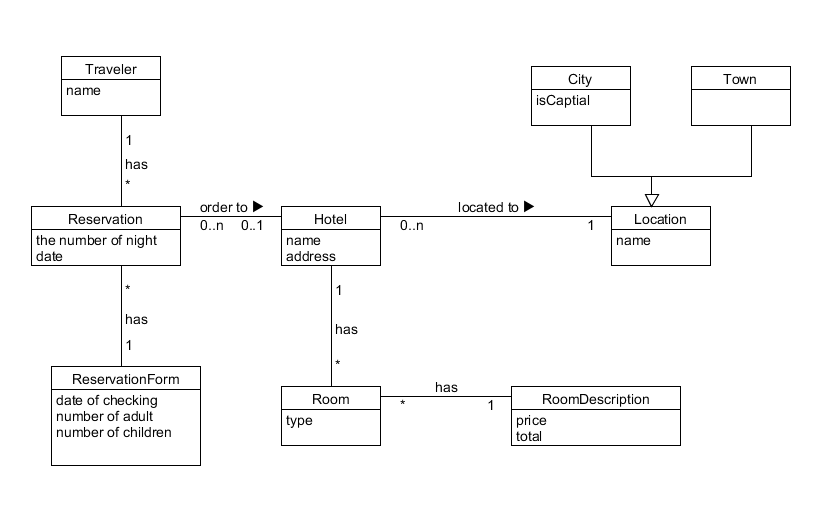 Traveler
name
City
isCaptial
Town
1
has
*
Reservation
the number of night
date
order to ▶
0..n 0..1
Hotel
name
address
located to ▶
0..n 1
Location
name
*
has
1
1
has
*
ReservationForm
date of checking
number of adult
number of children
Room
type
has
* 1
RoomDescription
price
total